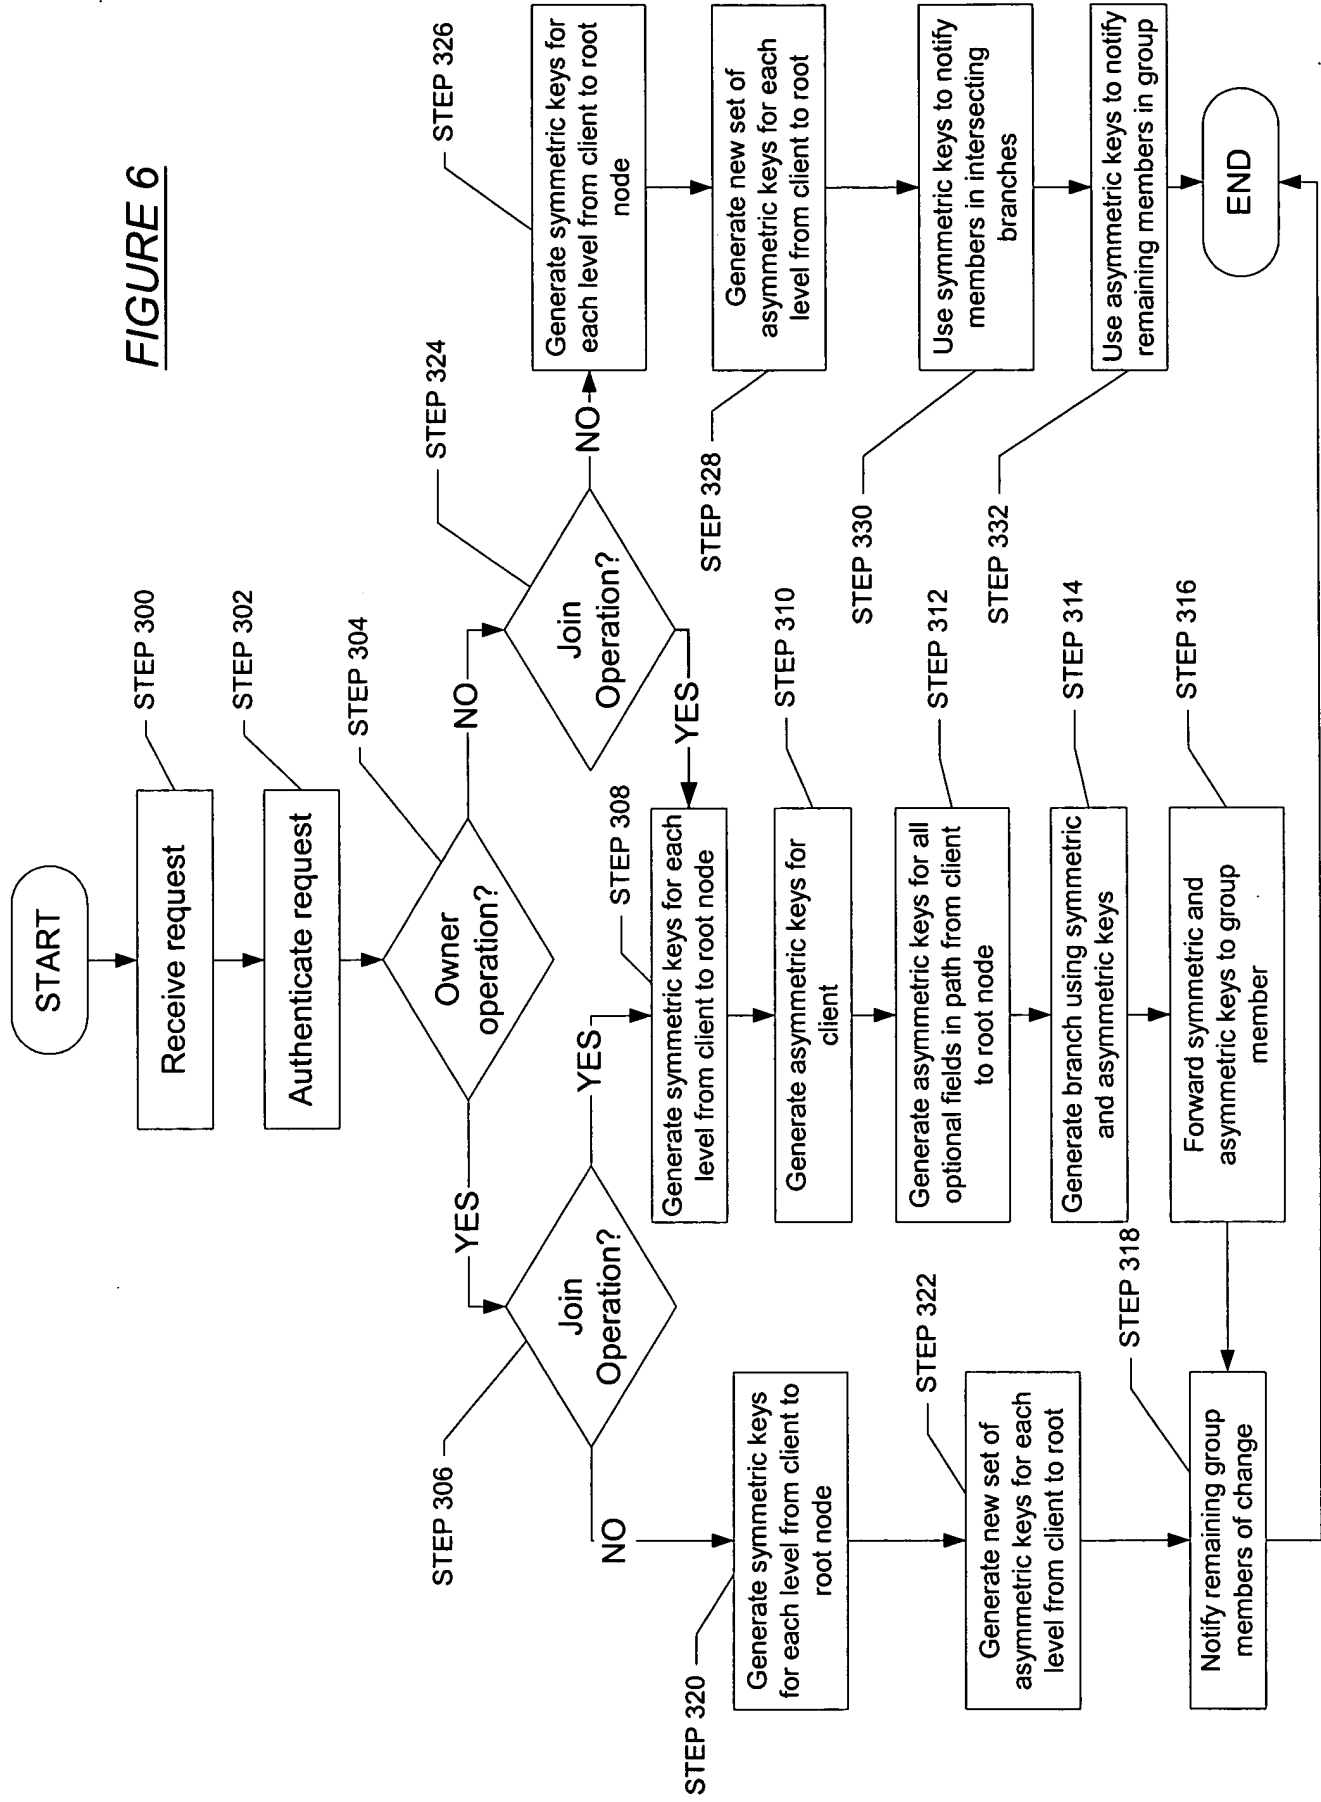 FIGURE 6
START
STEP 300
Receive request
STEP 302
Authenticate request
STEP 304
Owner
operation?
YES
NO
STEP 306
Join
Operation?
NO
YES
STEP 324
Join
Operation?
NO
YES
STEP 308
Generate symmetric keys for each
level from client to root node
STEP 310
Generate asymmetric keys for
client
STEP 312
Generate asymmetric keys for all
optional fields in path from client
to root node
STEP 314
Generate branch using symmetric
and asymmetric keys
STEP 316
Forward symmetric and
asymmetric keys to group
member
STEP 320
Generate symmetric keys
for each level from client to
root node
STEP 322
Generate new set of
asymmetric keys for each
level from client to root
STEP 318
Notify remaining group
members of change
STEP 326
Generate symmetric keys for
each level from client to root
node
STEP 328
Generate new set of
asymmetric keys for each
level from client to root
STEP 330
Use symmetric keys to notify
members in intersecting
branches
STEP 332
Use asymmetric keys to notify
remaining members in group
END